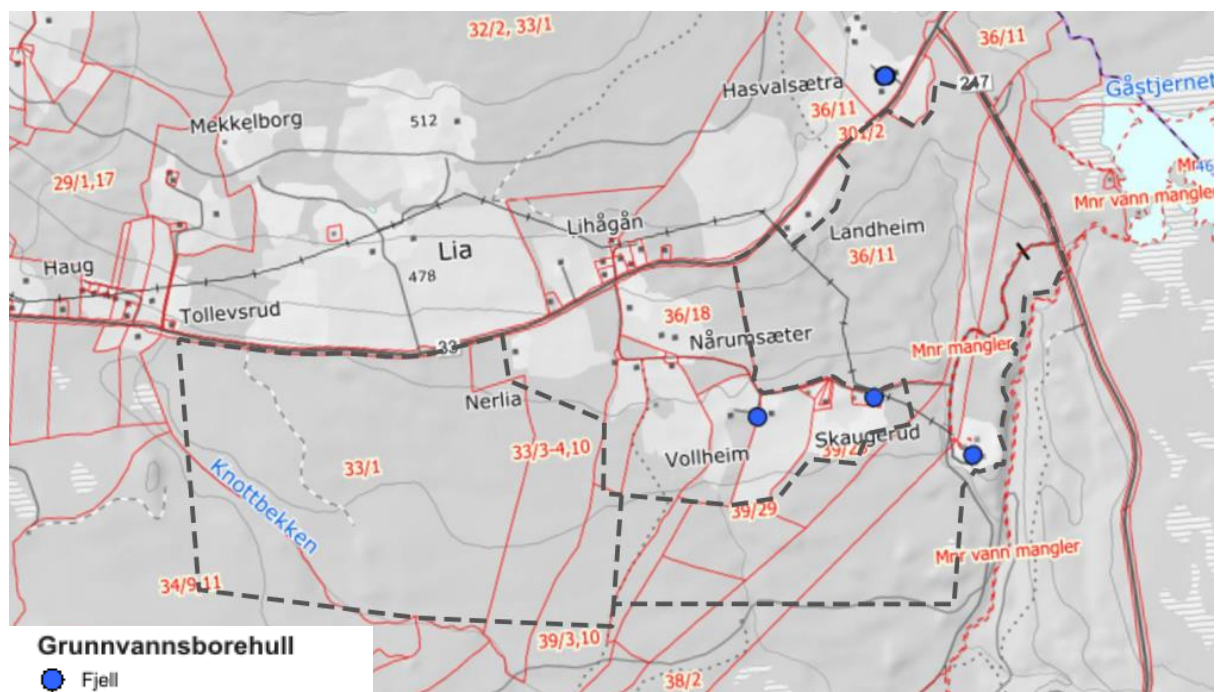 32/2, 33/1
36/11
247
Gåstjernet
Hasvalsætra
36/11
301/2
Mekkelborg
512
29/1,17
Mnr vann mangler
Lihågån
Landheim
36/11
Lia
Haug
478
Tollevsrud
36/18
Nårumsæter
33
Mnr mangler
Nerlia
Skaugerud
Vollheim
33/3-4,10
33/1
Knottbekken
39/29
Mnr vann mangler
34/9,11
39/3,10
38/2
Grunnvannsborehull
Fjell